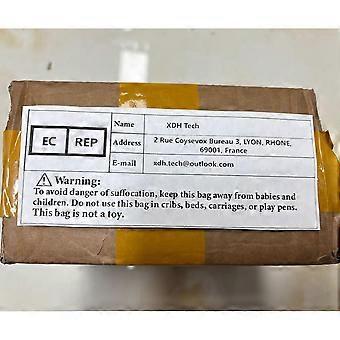 EC REP
Name XDH Tech
Address 2 Rue Coysevox Bureau 3, LYON, RHONE,
69001, France
E-mail xdh.tech@outlook.com
⚠ Warning:
To avoid danger of suffocation, keep this bag away from babies and
children. Do not use this bag in cribs, beds, carriages, or play pens.
This bag is not a toy.